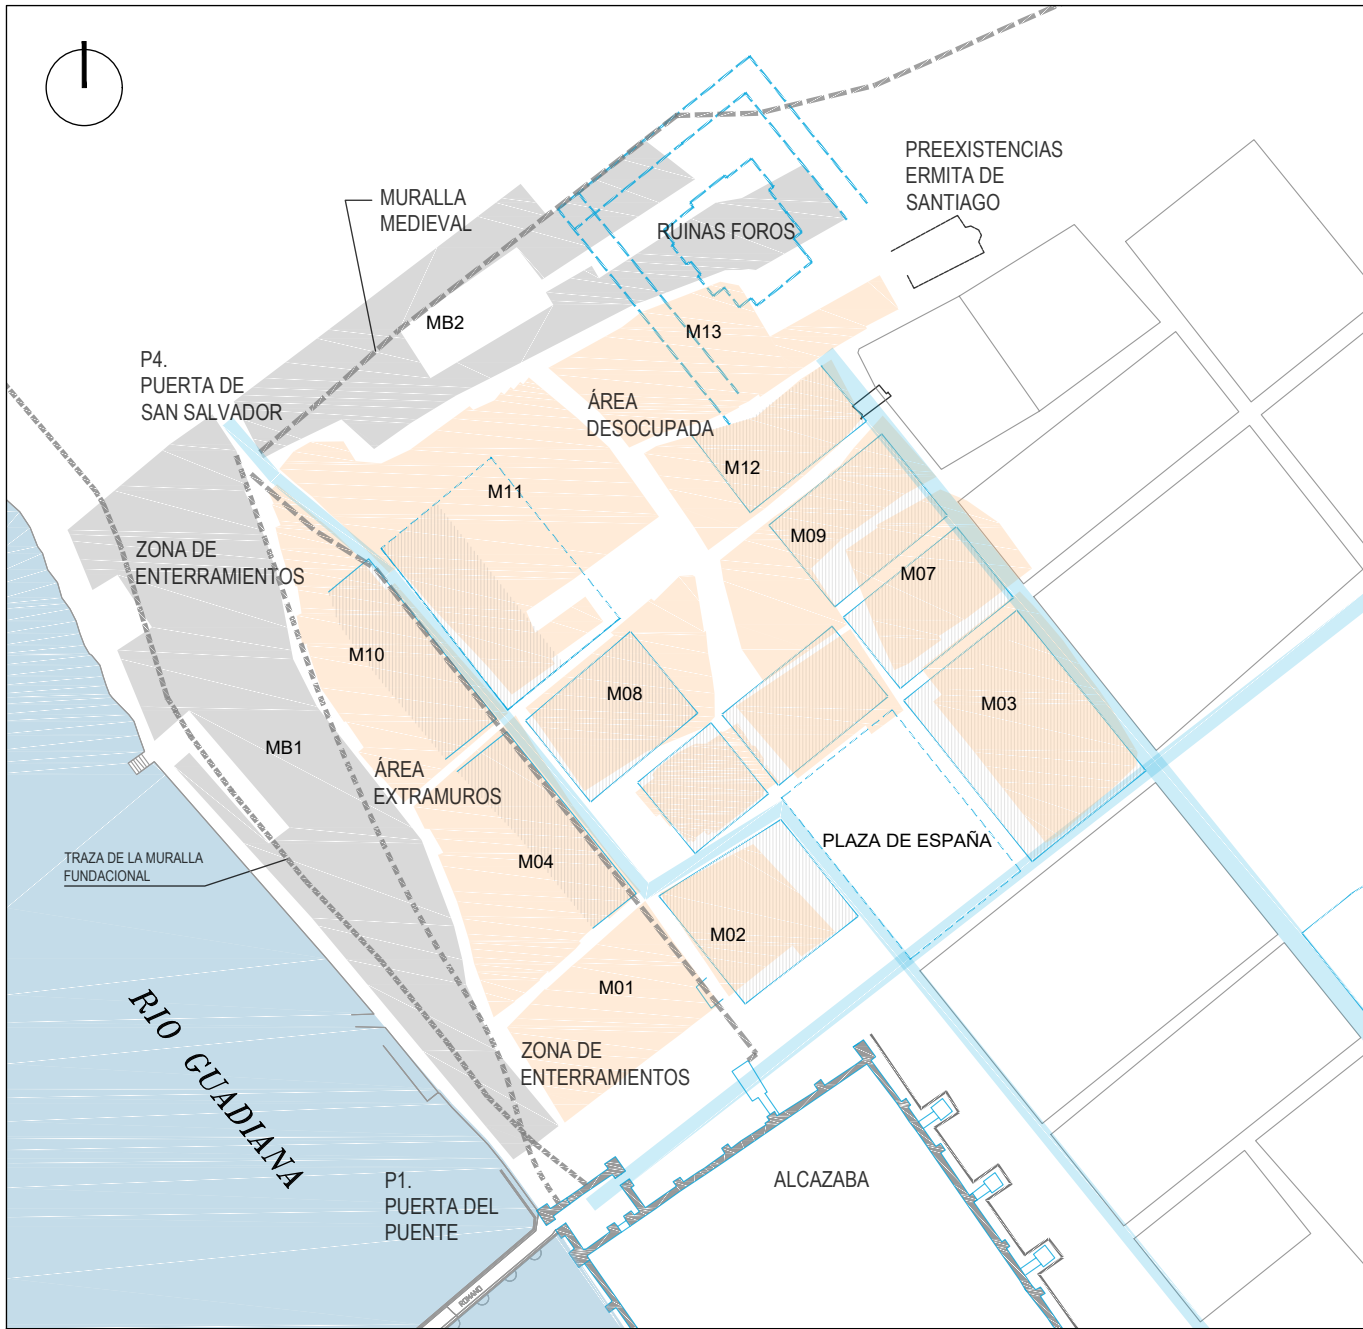 PREEXISTENCIAS
ERMITA DE
SANTIAGO
MURALLA
MEDIEVAL
RUINAS FOROS
MB2
M13
P4.
PUERTA DE
SAN SALVADOR
ÁREA
DESOCUPADA
M12
M11
M09
ZONA DE
ENTERRAMIENTOS
M07
M10
M08
M03
MB1
ÁREA
EXTRAMUROS
PLAZA DE ESPAÑA
TRAZA DE LA MURALLA
FUNDACIONAL
M04
M02
M01
RIO GUADIANA
ZONA DE
ENTERRAMIENTOS
P1.
PUERTA DEL
PUENTE
ALCAZABA
ROMANO